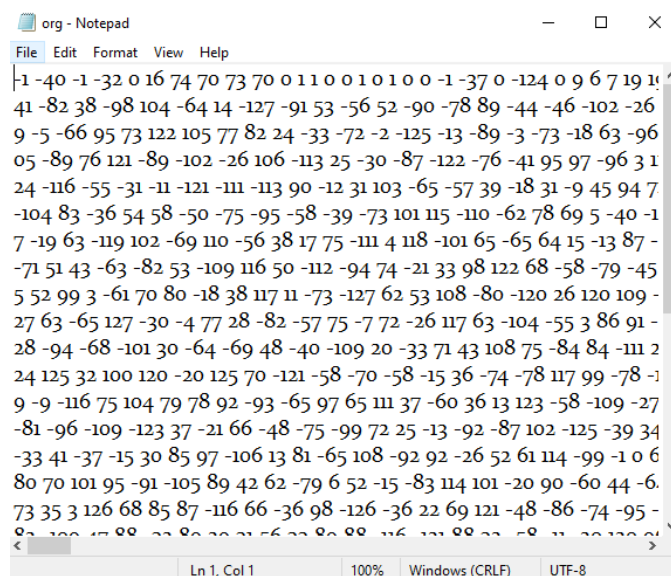 org - Notepad
File Edit Format View Help
-1 -40 -1 -32 0 16 74 70 73 70 0 1 1 0 0 1 0 1 0 0 -1 -37 0 -124 0 9 6 7 19
41 -82 38 -98 104 -64 14 -127 -91 53 -56 52 -90 -78 89 -44 -46 -102 -26
9 -5 -66 95 73 122 105 77 82 24 -33 -72 -2 -125 -13 -89 -3 -73 -18 63 -96
05 -89 76 121 -89 -102 -26 106 -113 25 -30 -87 -122 -76 -41 95 97 -96 3
24 -116 -55 -31 -11 -121 -111 -113 90 -12 31 103 -65 -57 39 -18 31 -9 45 94 7
-104 83 -36 54 58 -50 -75 -95 -58 -39 -73 101 115 -110 -62 78 69 5 -40
7 -19 63 -119 102 -69 110 -56 38 17 75 -111 4 118 -101 65 -65 64 15 -13 87 -
-71 51 43 -63 -82 53 -109 116 50 -112 -94 74 -21 33 98 122 68 -58 -79 -45
5 52 99 3 -61 70 80 -18 38 117 11 -73 -127 62 53 108 -80 -120 26 120 109 -
27 63 -65 127 -30 -4 77 28 -82 -57 75 -7 72 -26 117 63 -104 -55 3 86 91 -
28 -94 -68 -101 30 -64 -69 48 -40 -109 20 -33 71 43 108 75 -84 84 -111 2
24 125 32 100 120 -20 125 70 -121 -58 -70 -58 -15 36 -74 -78 117 99 -78
9 -9 -116 75 104 79 78 92 -93 -65 97 65 111 37 -60 36 13 123 -58 -109 -27
-81 -96 -109 -123 37 -21 66 -48 -75 -99 72 25 -13 -92 -87 102 -125 -39 34
-33 41 -37 -15 30 85 97 -106 13 81 -65 108 -92 92 -26 52 61 114 -99 -1 0 6
80 70 101 95 -91 -105 89 42 62 -79 6 52 -15 -83 114 101 -20 90 -60 44
73 35 3 126 68 85 87 -116 66 -36 98 -126 -36 22 69 121 -48 -86 -74 -95 -
Ln 1, Col 1 100% Windows (CRLF) UTF-8